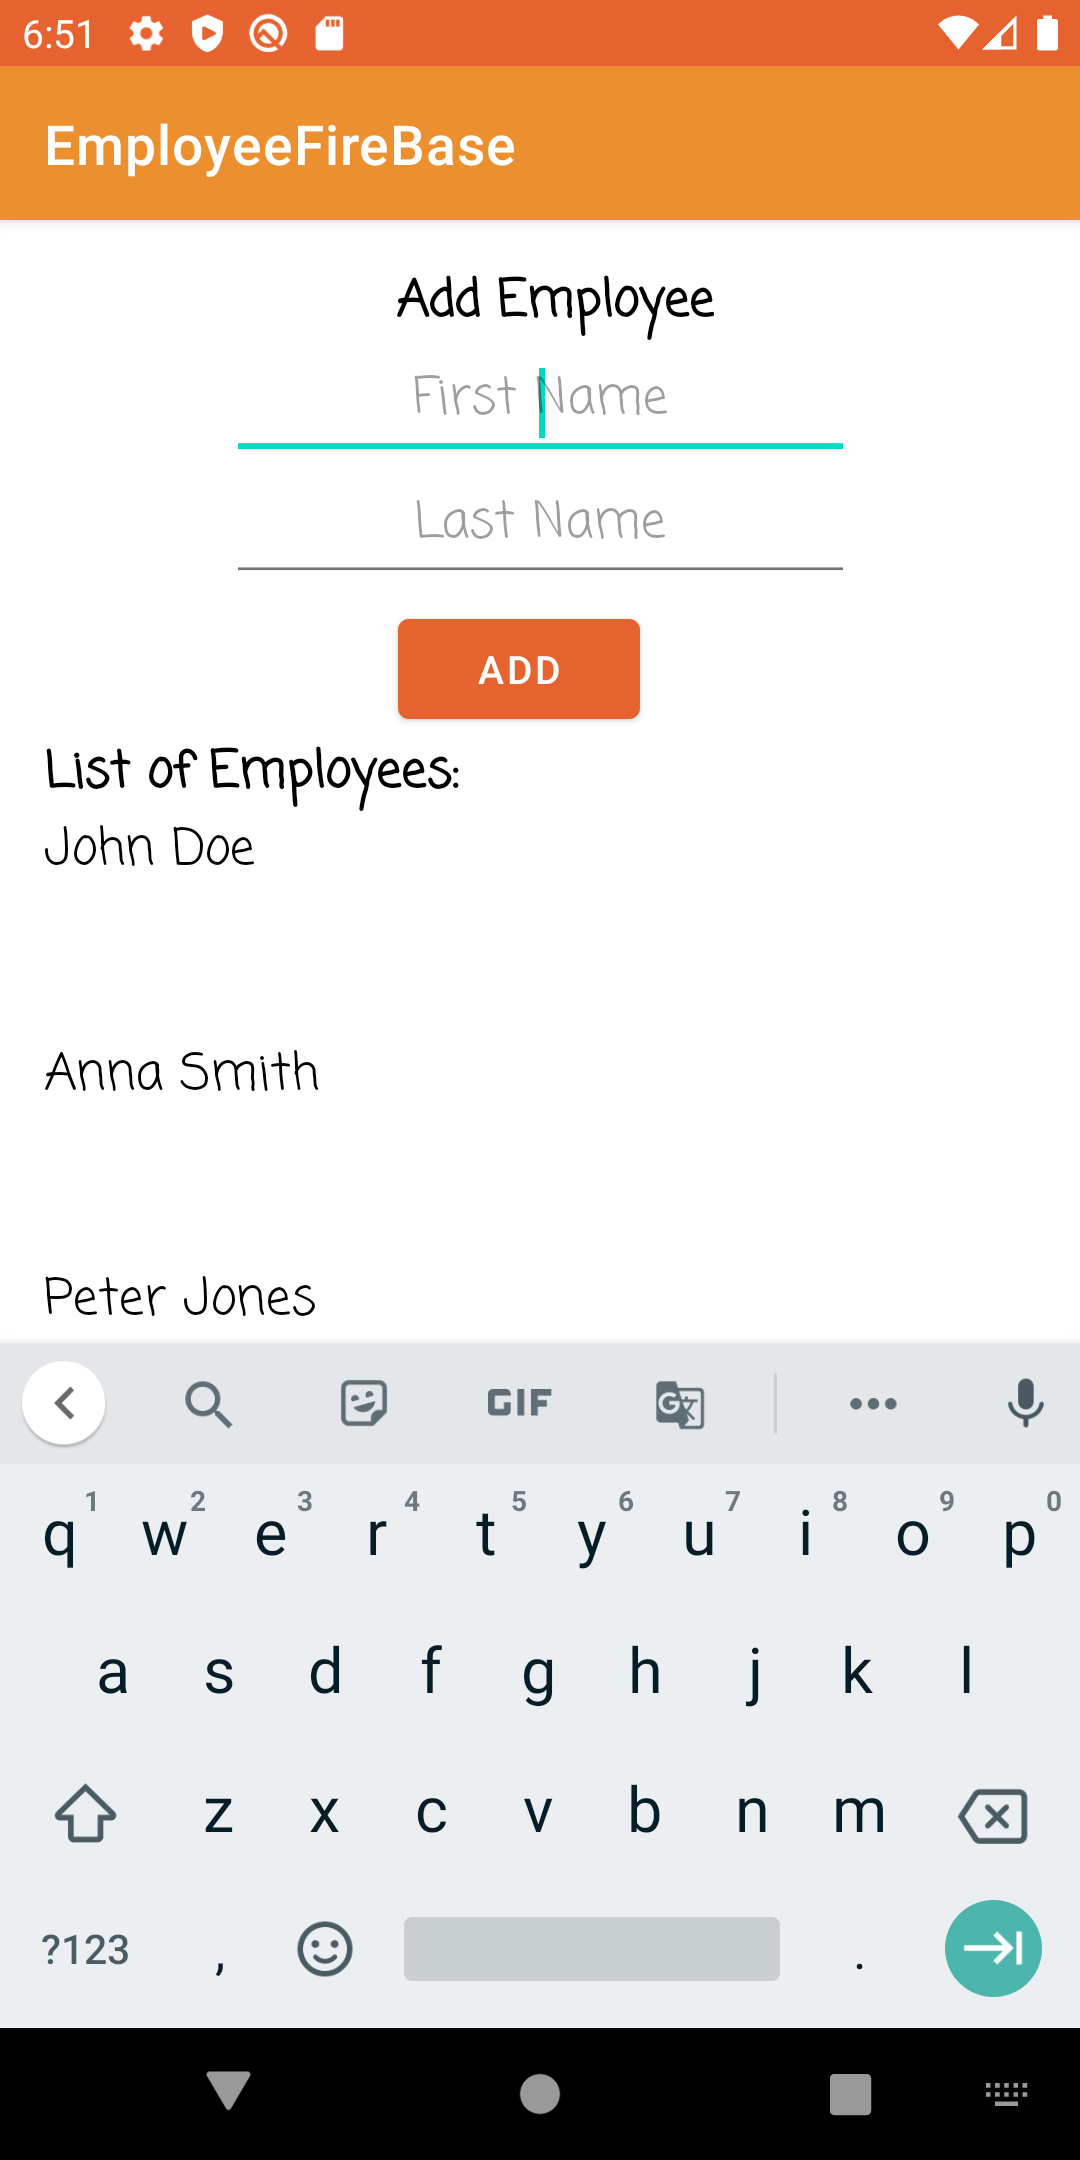 6:51
EmployeeFireBase
Add Employee
First Name
Last Name
ADD
List of Employees:
John Doe
Anna Smith
Peter Jones
GIF
1 2 3 4 5 6 7 8 9 0
q w e r t y u i o p
a s d f g h j k l
z x c v b n m
?123 , .